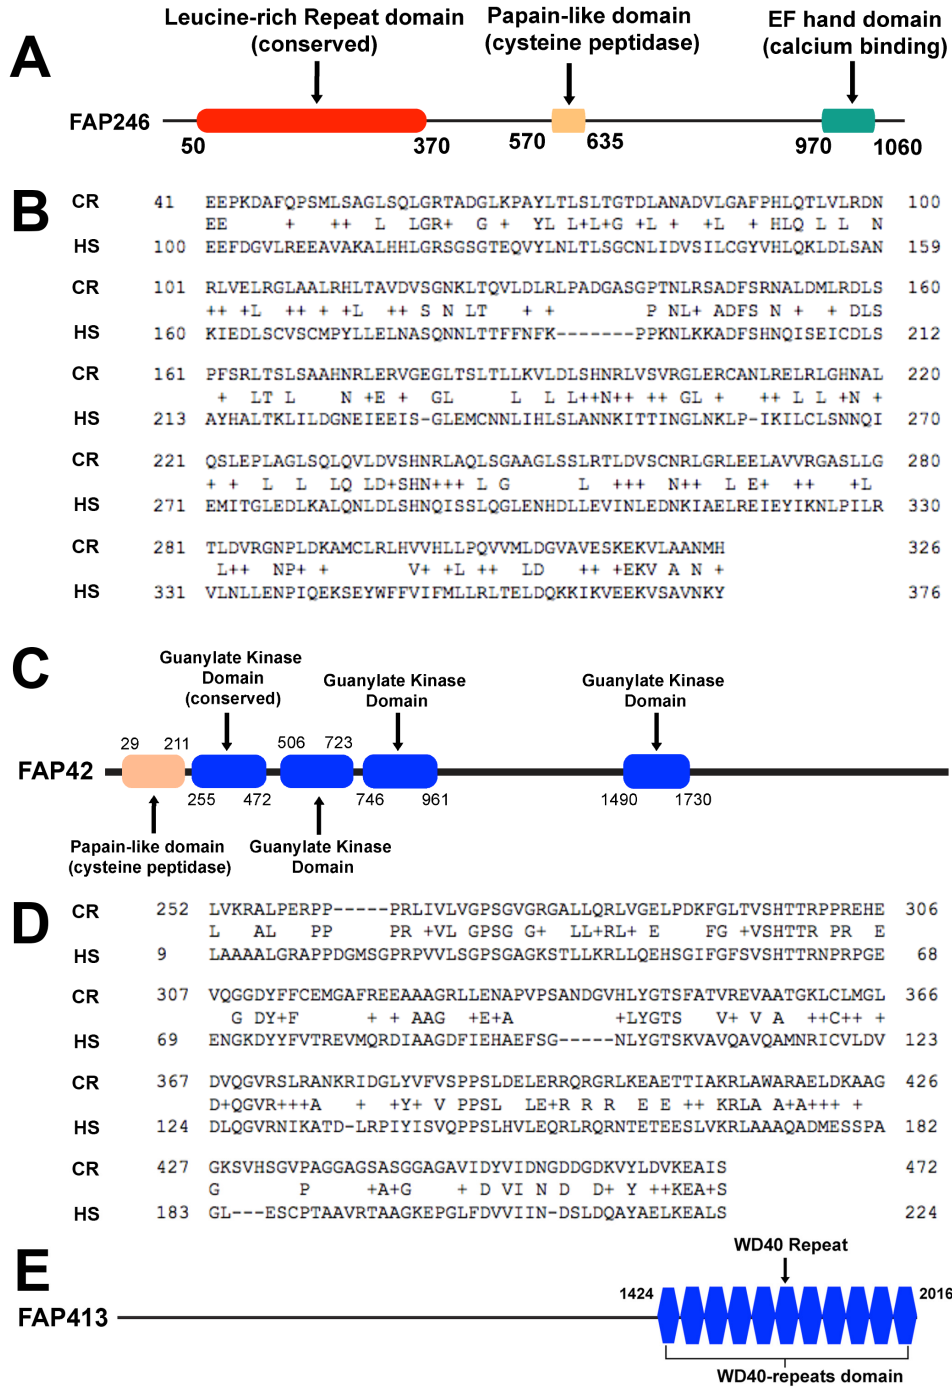 A
Leucine-rich Repeat domain
(conserved)
Papain-like domain
(cysteine peptidase)
EF hand domain
(calcium binding)
FAP246
50 370 570 635 970 1060
B
CR 41 EEPKDAFQPSMLSAGLSQLGRTADGLKPAYLTLSLTGTDLANADVLGAFPHLQTLVLRDN 100
EE + ++ L LGR+ G + YL L+L+G +L + +L + HLQ L L N
HS 100 EEFDGVLREEAVAKALHHLGRSGSGTEQVYLNLTLSGCNLIDVSILCGYVHLQKLDLSAN 159
CR 101 RLVELRGLAALRHLTAVDVSGNKLTQVLDLRLPADGASGPTNLRSADFSRNALDMLRDLS 160
++ +L ++ + +L ++ S N LT + + P NL+ ADFS N + + DLS
HS 160 KIEDLSCVSCMPYLLELNASQNNLTTFFNFK-------PPKNLKKADFSHNQISEICDLS 212
CR 161 PFSRLTSLSAAHNRLERVGEGLTSLTLLKVLDLSHNRLVSVRGLERCANLRELRLGHNAL 220
+ LT L N +E + GL L L L++N++ ++ GL + ++ L L +N +
HS 213 AYHALTKLILDGNEIEEIS-GLEMCNNLIHLSLANNKITTINGLNKLP-IKILCLSNNQI 270
CR 221 QSLEPLAGLSQLQVLDVSHNRLAQLSGAAGLSSLRTLDVSCNRLGRLEELAVVRGASLLG 280
+ + L L LQ LD+SHN+++ L G L +++ N++ L E+ + ++ +L
HS 271 EMITGLEDLKALQNLDLSHNQISSLQGLENHDLLEVINLEDNKIAELREIEYIKNLPILR 330
CR 281 TLDVRGNPLDKAMCLRLHVVHLLPQVVMLDGVAVESKEKVLAANMH 326
L++ NP+ + V+ +L ++ LD ++ +EKV A N +
HS 331 VLNLLENPIQEKSEYWFFVIFMLLRLTELDQKKIKVEEKVSAVNKY 376
C
Guanylate Kinase
Domain
(conserved)
Guanylate Kinase
Domain
Guanylate Kinase
Domain
29 211 506 723
FAP42
255 472 746 961 1490 1730
Papain-like domain
(cysteine peptidase)
Guanylate Kinase
Domain
D
CR 252 LVKRALPERPP-----PRLIVLVGPSGVGRGALLQRLVGELPDKFGLTVSHTTRPPREHE 306
L AL PP PR +VL GPSG G+ LL+RL+ E FG +VSHTTR PR E
HS 9 LAAAALGRAPPDGMSGPRPVVLSGPSGAGKSTLLKRLLQEHSGIFGFSVSHTTRNPRPGE 68
CR 307 VQGGDYFFCEMGAFREEAAAGRLLENAPVPSANDGVHLYGTSFATVREVAATGKLCLMGL 366
G DY+F + + AAG +E+A +LYGTS V+ V A ++C++ +
HS 69 ENGKDYYFVTREVMQRDIAAGDFIEHAEFSG-----NLYGTSKVAVQAVQAMNRICVLDV 123
CR 367 DVQGVRSLRANKRIDGLYVFVSPPSLDELERRQRGRLKEAETTIAKRLAWARAELDKAAG 426
D+QGVR+++A + +Y+ V PPSL LE+R R R E E ++ KRLA A+A+++ +
HS 124 DLQGVRNIKATD-LRPIYISVQPPSLHVLEQRLRQRNTETEESLVKRLAAAQADMESSPA 182
CR 427 GKSVHSGVPAGGAGSASGGAGAVIDYVIDNGDDGDKVYLDVKEAIS 472
G P +A+G + D VI N D D+ Y ++KEA+S
HS 183 GL---ESCPTAAVRTAAGKEPGLFDVVIIN-DSLDQAYAELKEALS 224
E
WD40 Repeat
1424 2016
FAP413
WD40-repeats domain